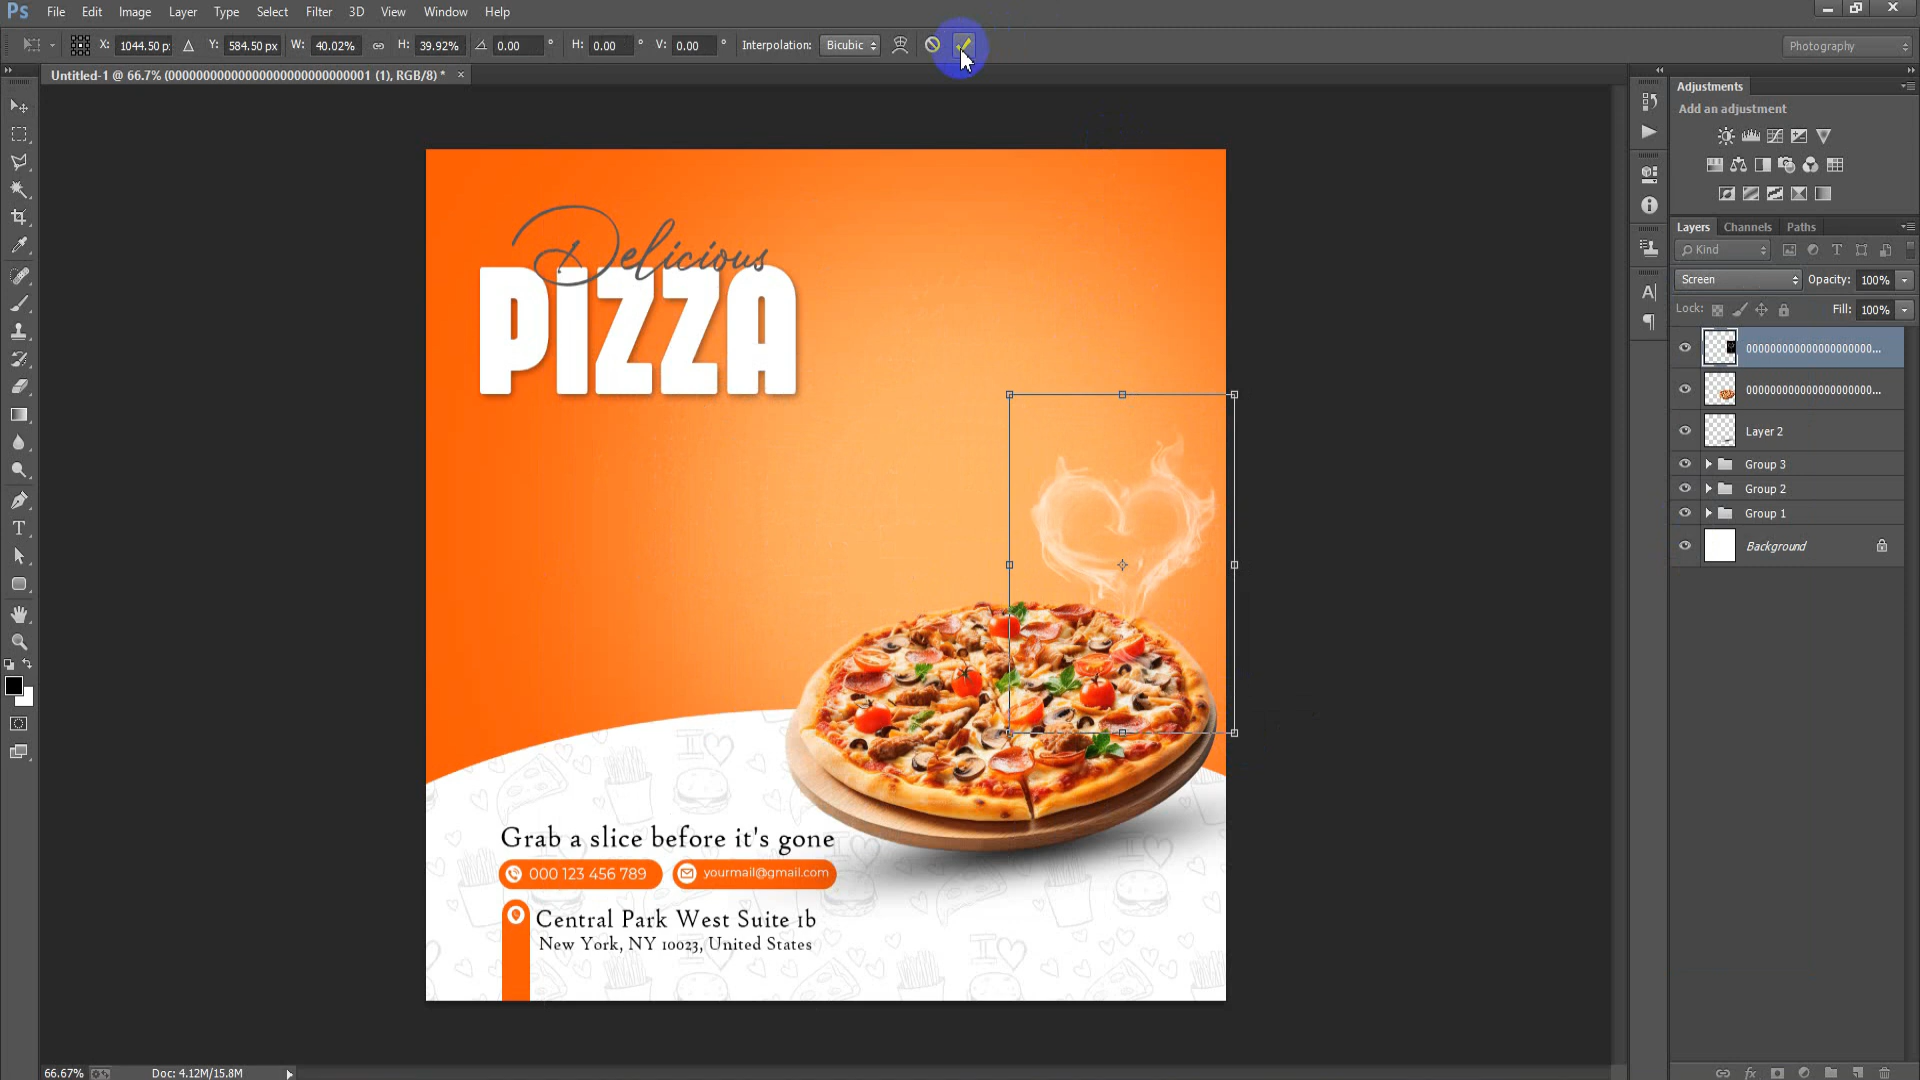 Ps File Edit Image Layer Type Select Filter 3D View Window Help
X: 1044.50 p: Y: 584.50 px W: 40.02% H: 39.92% 0.00 ° H: 0.00 ° V: 0.00 ° Interpolation: Bicubic Photography
Untitled-1 @ 66.7% (00000000000000000000000000001 (1), RGB/8) * ×
Adjustments
Add an adjustment
Layers Channels Paths
Kind
Screen Opacity: 100%
Lock: Fill: 100%
00000000000000000000000...
00000000000000000000000...
Layer 2
Group 3
Group 2
Group 1
Background
Delicious
PIZZA
Grab a slice before it's gone
000 123 456 789 yourmail@gmail.com
Central Park West Suite 1b
New York, NY 10023, United States
66.67% Doc: 4.12M/15.8M